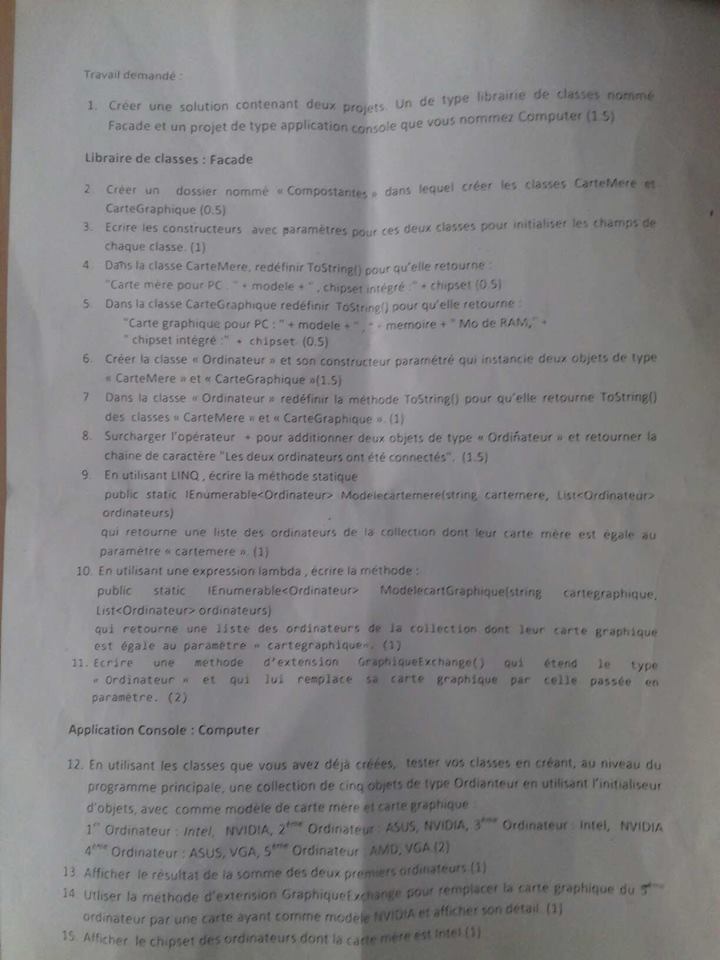 Travail demandé :
1. Créer une solution contenant deux projets. Un de type librairie de classes nommé
Facade et un projet de type application console que vous nommez Computer (1.5)
Libraire de classes : Facade
2. Créer un dossier nommé « Compostantes » dans lequel créer les classes CarteMere et
CarteGraphique (0.5)
3. Ecrire les constructeurs avec paramètres pour ces deux classes pour initialiser les champs de
chaque classe. (1)
4. Dans la classe CarteMere, redéfinir ToString() pour qu'elle retourne :
"Carte mère pour PC : " + modele + " , chipset intégré :" + chipset (0.5)
5. Dans la classe CarteGraphique redéfinir ToString() pour qu'elle retourne :
"Carte graphique pour PC : " + modele + " , " + memoire + " Mo de RAM," +
" chipset intégré :" + chipset. (0.5)
6. Créer la classe « Ordinateur » et son constructeur paramétré qui instancie deux objets de type
« CarteMere » et « CarteGraphique »(1.5)
7 Dans la classe « Ordinateur » redéfinir la méthode ToString() pour qu'elle retourne ToString()
des classes « CarteMere » et « CarteGraphique ». (1)
8. Surcharger l'opérateur + pour additionner deux objets de type « Ordinateur » et retourner la
chaine de caractère "Les deux ordinateurs ont été connectés". (1.5)
9. En utilisant LINQ , écrire la méthode statique
public static IEnumerable<Ordinateur> Modelecartemere(string cartemere, List<Ordinateur>
ordinateurs)
qui retourne une liste des ordinateurs de la collection dont leur carte mère est égale au
paramètre « cartemere ». (1)
10. En utilisant une expression lambda , écrire la méthode :
public static IEnumerable<Ordinateur> ModelecartGraphique(string cartegraphique,
List<Ordinateur> ordinateurs)
qui retourne une liste des ordinateurs de la collection dont leur carte graphique
est égale au paramètre « cartegraphique». (1)
11. Ecrire une méthode d'extension GraphiqueExchange() qui étend le type
« Ordinateur » et qui lui remplace sa carte graphique par celle passée en
paramètre. (2)
Application Console : Computer
12. En utilisant les classes que vous avez déjà créées, tester vos classes en créant, au niveau du
programme principale, une collection de cinq objets de type Ordianteur en utilisant l'initialiseur
d'objets, avec comme modèle de carte mère et carte graphique :
1er Ordinateur : Intel, NVIDIA, 2ème Ordinateur : ASUS, NVIDIA, 3ème Ordinateur : Intel, NVIDIA
4ème Ordinateur : ASUS, VGA, 5ème Ordinateur : AMD, VGA.(2)
13. Afficher le résultat de la somme des deux premiers ordinateurs.(1)
14. Utliser la méthode d'extension GraphiqueExchange pour remplacer la carte graphique du 5ème
ordinateur par une carte ayant comme modèle NVIDIA et afficher son détail. (1)
15. Afficher le chipset des ordinateurs dont la carte mère est Intel.(1)